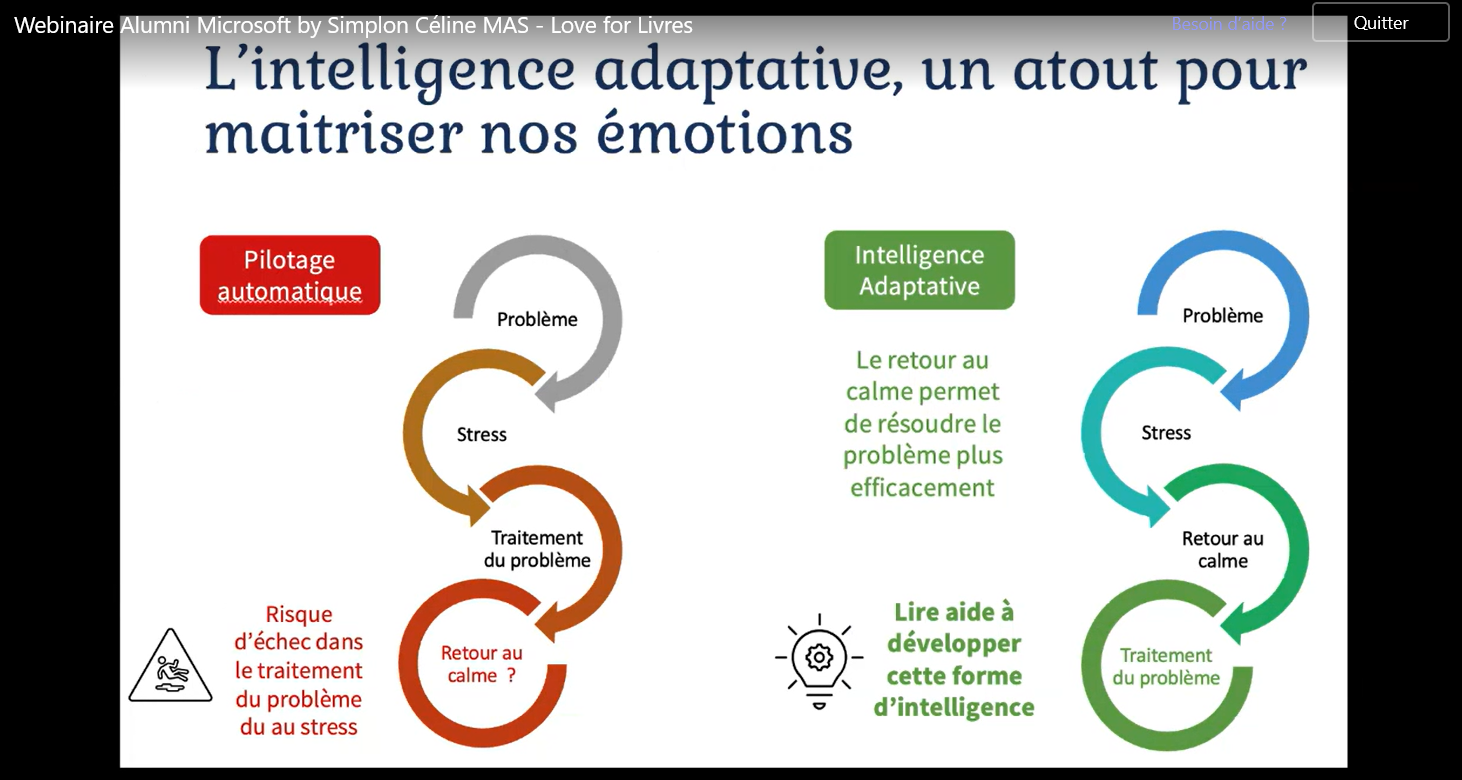 Webinaire Alumni Microsoft by Simplon Céline MAS - Love for Livres
Besoin d'aide ?
Quitter
L'intelligence adaptative, un atout pour
maitriser nos émotions
Pilotage
automatique
Problème
Stress
Traitement
du problème
Retour au
calme ?
Risque
d'échec dans
le traitement
du problème
du au stress
Intelligence
Adaptative
Le retour au
calme permet
de résoudre le
problème plus
efficacement
Problème
Stress
Retour au
calme
Traitement
du problème
Lire aide à
développer
cette forme
d'intelligence